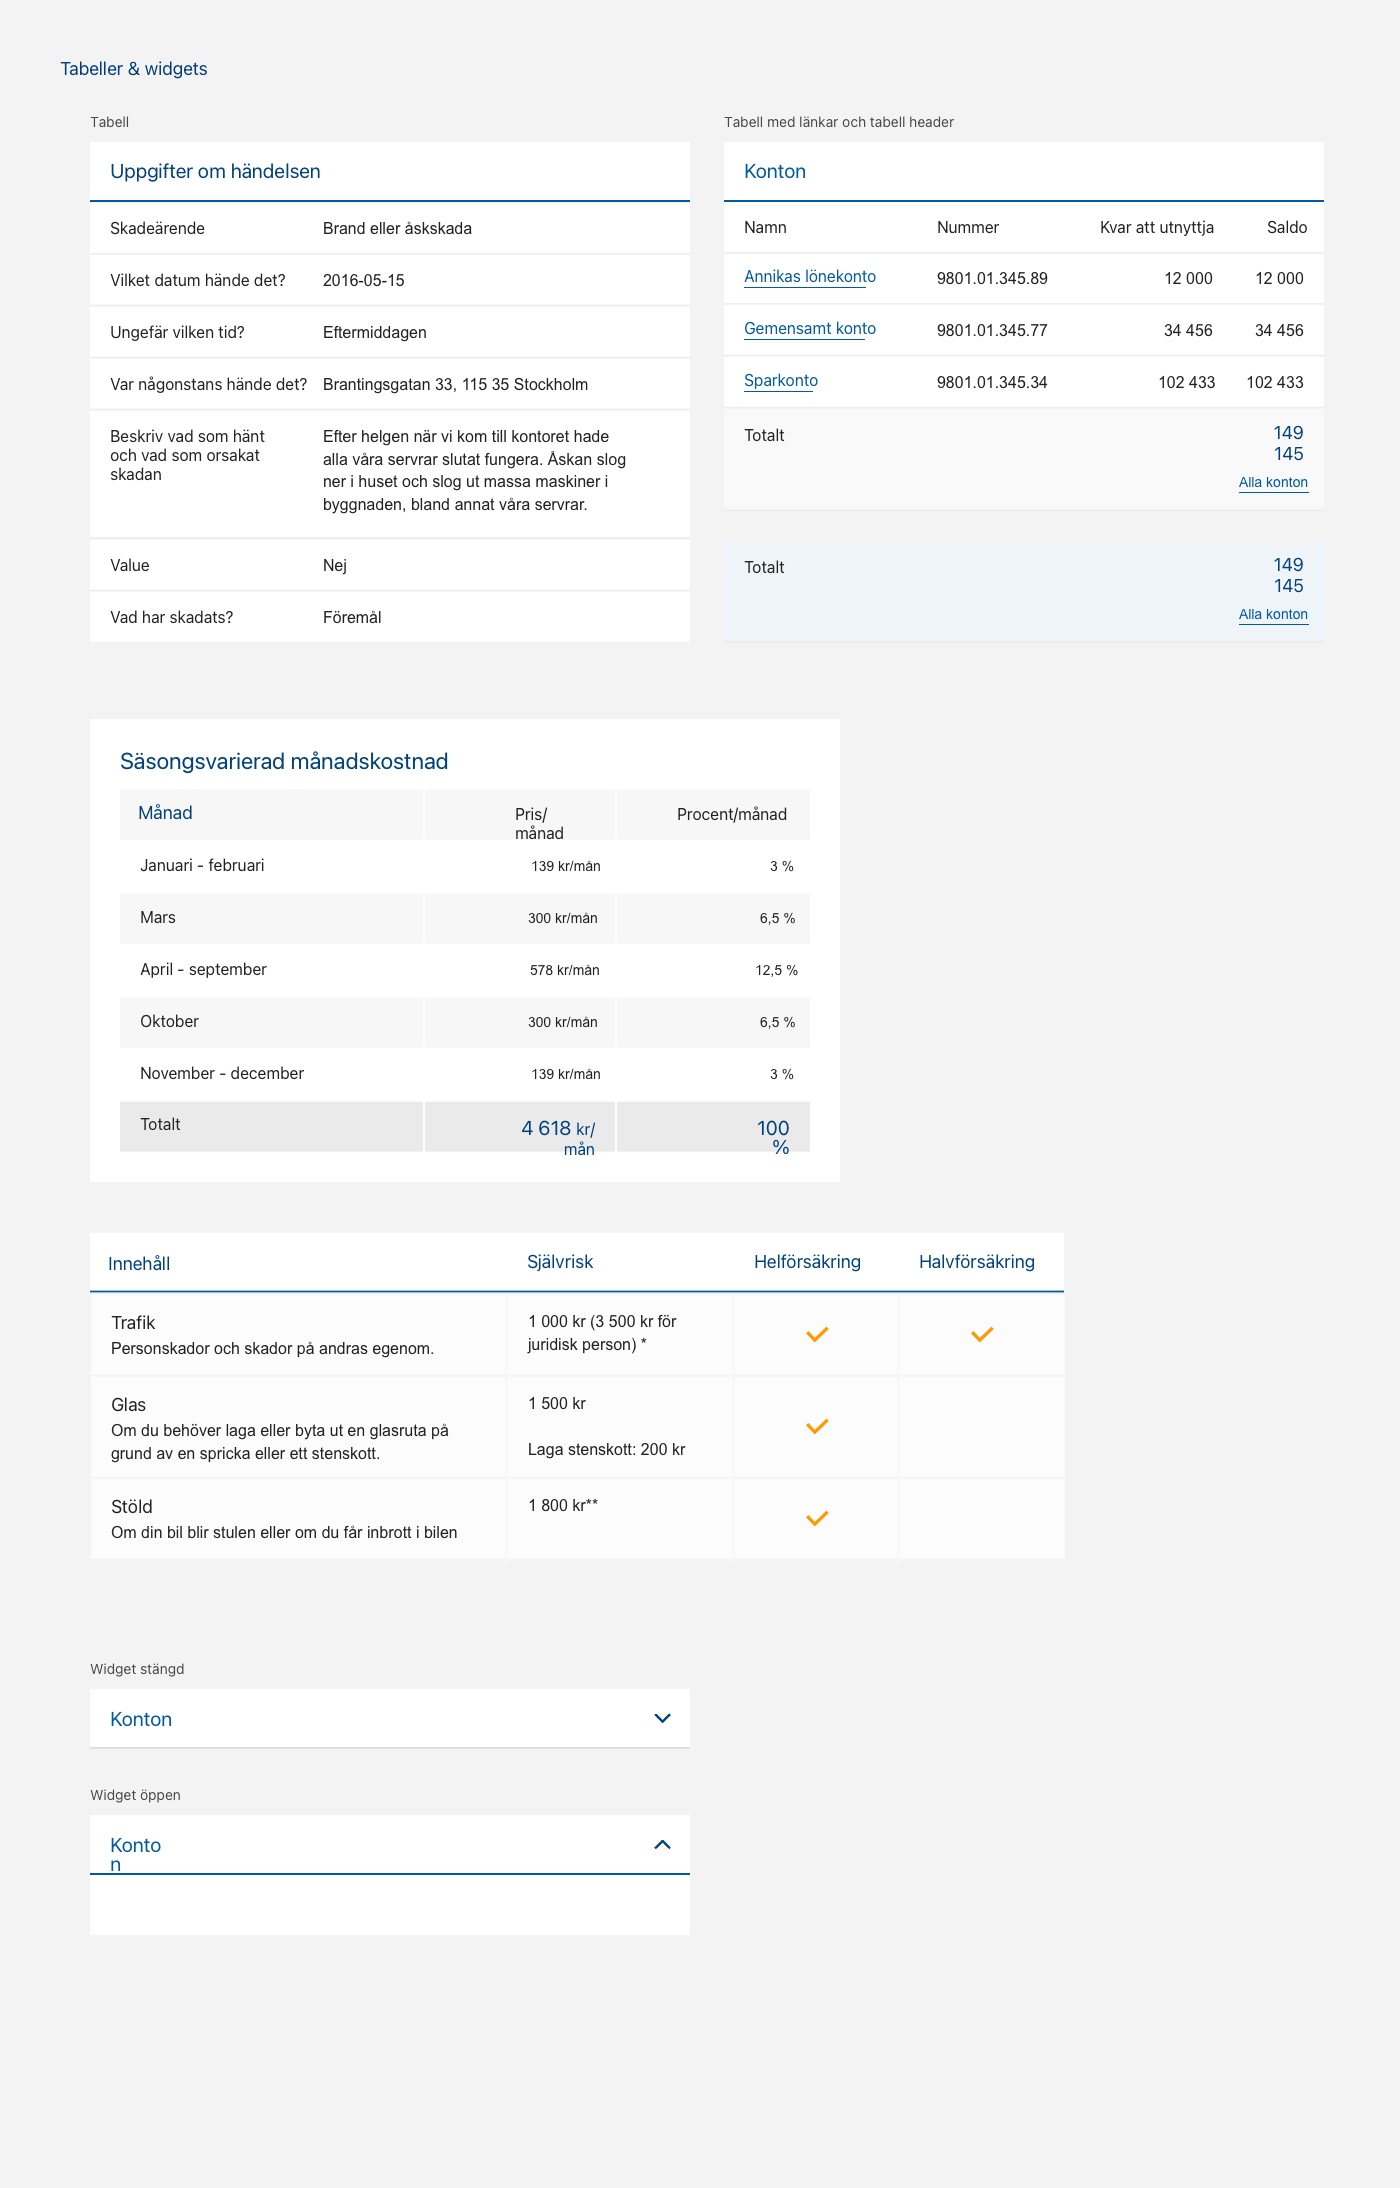 Tabeller & widgets
Tabell
Uppgifter om händelsen
Skadeärende Brand eller åskskada
Vilket datum hände det? 2016-05-15
Ungefär vilken tid? Eftermiddagen
Var någonstans hände det? Brantingsgatan 33, 115 35 Stockholm
Beskriv vad som hänt
och vad som orsakat
skadan
Efter helgen när vi kom till kontoret hade
alla våra servrar slutat fungera. Åskan slog
ner i huset och slog ut massa maskiner i
byggnaden, bland annat våra servrar.
Value Nej
Vad har skadats? Föremål
Tabell med länkar och tabell header
Konton
Namn Nummer Kvar att utnyttja Saldo
Annikas lönekonto 9801.01.345.89 12 000 12 000
Gemensamt konto 9801.01.345.77 34 456 34 456
Sparkonto 9801.01.345.34 102 433 102 433
Totalt 149
145
Alla konton
Totalt 149
145
Alla konton
Säsongsvarierad månadskostnad
Månad Pris/
månad
Procent/månad
Januari - februari 139 kr/mån 3 %
Mars 300 kr/mån 6,5 %
April - september 578 kr/mån 12,5 %
Oktober 300 kr/mån 6,5 %
November - december 139 kr/mån 3 %
Totalt 4 618 kr/
mån
100
%
Innehåll Självrisk Helförsäkring Halvförsäkring
Trafik
Personskador och skador på andras egenom.
1 000 kr (3 500 kr för
juridisk person) *
Glas
Om du behöver laga eller byta ut en glasruta på
grund av en spricka eller ett stenskott.
1 500 kr
Laga stenskott: 200 kr
Stöld
Om din bil blir stulen eller om du får inbrott i bilen
1 800 kr**
Widget stängd
Konton
Widget öppen
Konto
n